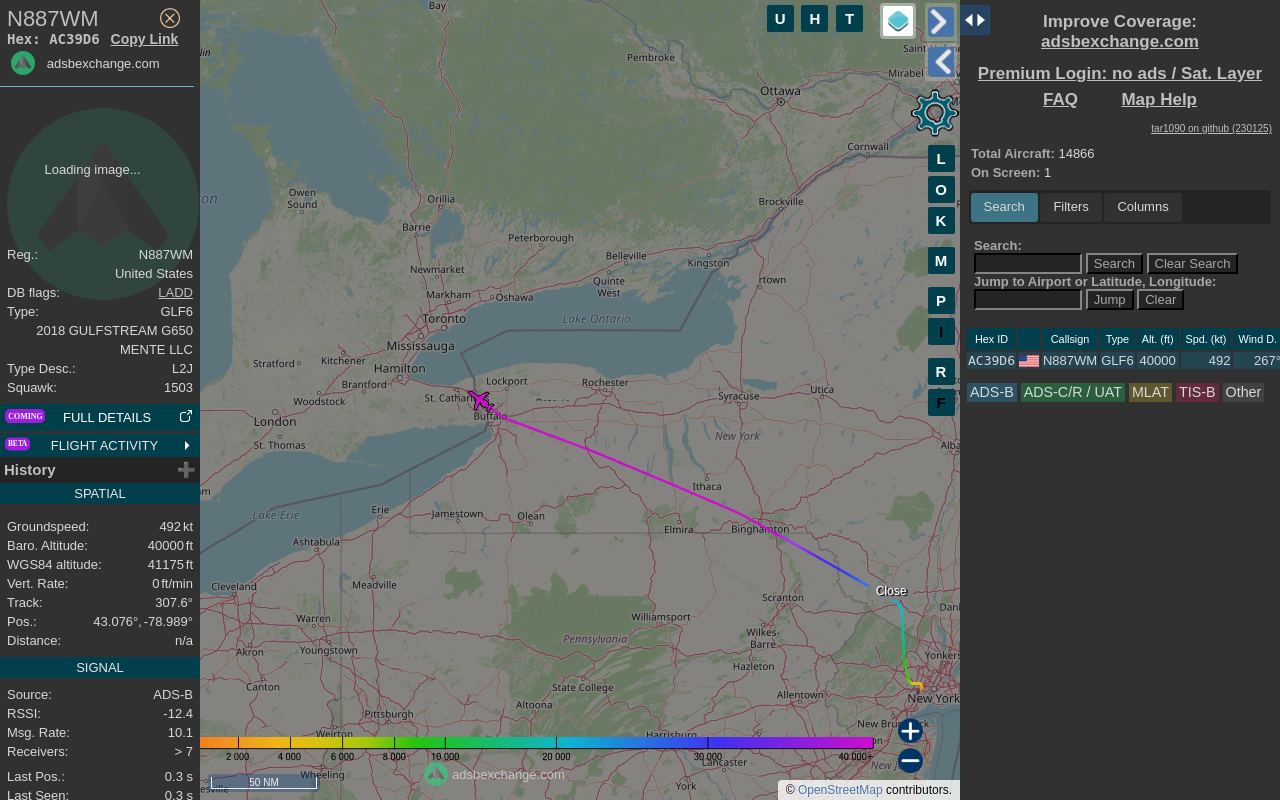 N887WM
Hex: AC39D6 Copy Link
adsbexchange.com
Loading image...
Reg.: N887WM
United States
DB flags: LADD
Type: GLF6
2018 GULFSTREAM G650
MENTE LLC
Type Desc.: L2J
Squawk: 1503
COMING FULL DETAILS
BETA FLIGHT ACTIVITY
History
SPATIAL
Groundspeed: 492 kt
Baro. Altitude: 40000 ft
WGS84 altitude: 41175 ft
Vert. Rate: 0 ft/min
Track: 307.6°
Pos.: 43.076°, -78.989°
Distance: n/a
SIGNAL
Source: ADS-B
RSSI: -12.4
Msg. Rate: 10.1
Receivers: > 7
Last Pos.: 0.3 s
Last Seen: 0.3 s
Bay
U H T
Pembroke
Ottawa
Mirabel
Cornwall
L
O
K
M
P
I
R
F
Owen
Sound
Orillia
Barrie
Brockville
Peterborough
Belleville
Kingston
Newmarket
Quinte
West
rtown
Markham
Oshawa
Toronto
Lake Ontario
Mississauga
Stratford
Kitchener
Hamilton
Brantford
Lockport
Rochester
Utica
Woodstock
St. Cathar
Syracuse
Buffalo
London
St. Thomas
New York
Ithaca
Lake Erie
Erie
Jamestown
Olean
Elmira
Binghamton
Ashtabula
Cleveland
Meadville
Close
Scranton
Warren
Williamsport
Akron
Youngstown
Pennsylvania
Wilkes-
Barre
Yonkers
Hazleton
Canton
State College
Allentown
Altoona
New York
Pittsburgh
Weirton
Harrisburg
New Brunswick
2 000 4 000 6 000 8 000 10 000 20 000 30 000 40 000+
Wheeling
Lancaster
York
New J
50 NM
adsbexchange.com
© OpenStreetMap contributors.
Improve Coverage:
adsbexchange.com
Premium Login: no ads / Sat. Layer
FAQ Map Help
tar1090 on github (230125)
Total Aircraft: 14866
On Screen: 1
Search Filters Columns
Search:
Search Clear Search
Jump to Airport or Latitude, Longitude:
Jump Clear
Hex ID Callsign Type Alt. (ft) Spd. (kt) Wind D.
AC39D6 N887WM GLF6 40000 492 267°
ADS-B ADS-C/R / UAT MLAT TIS-B Other